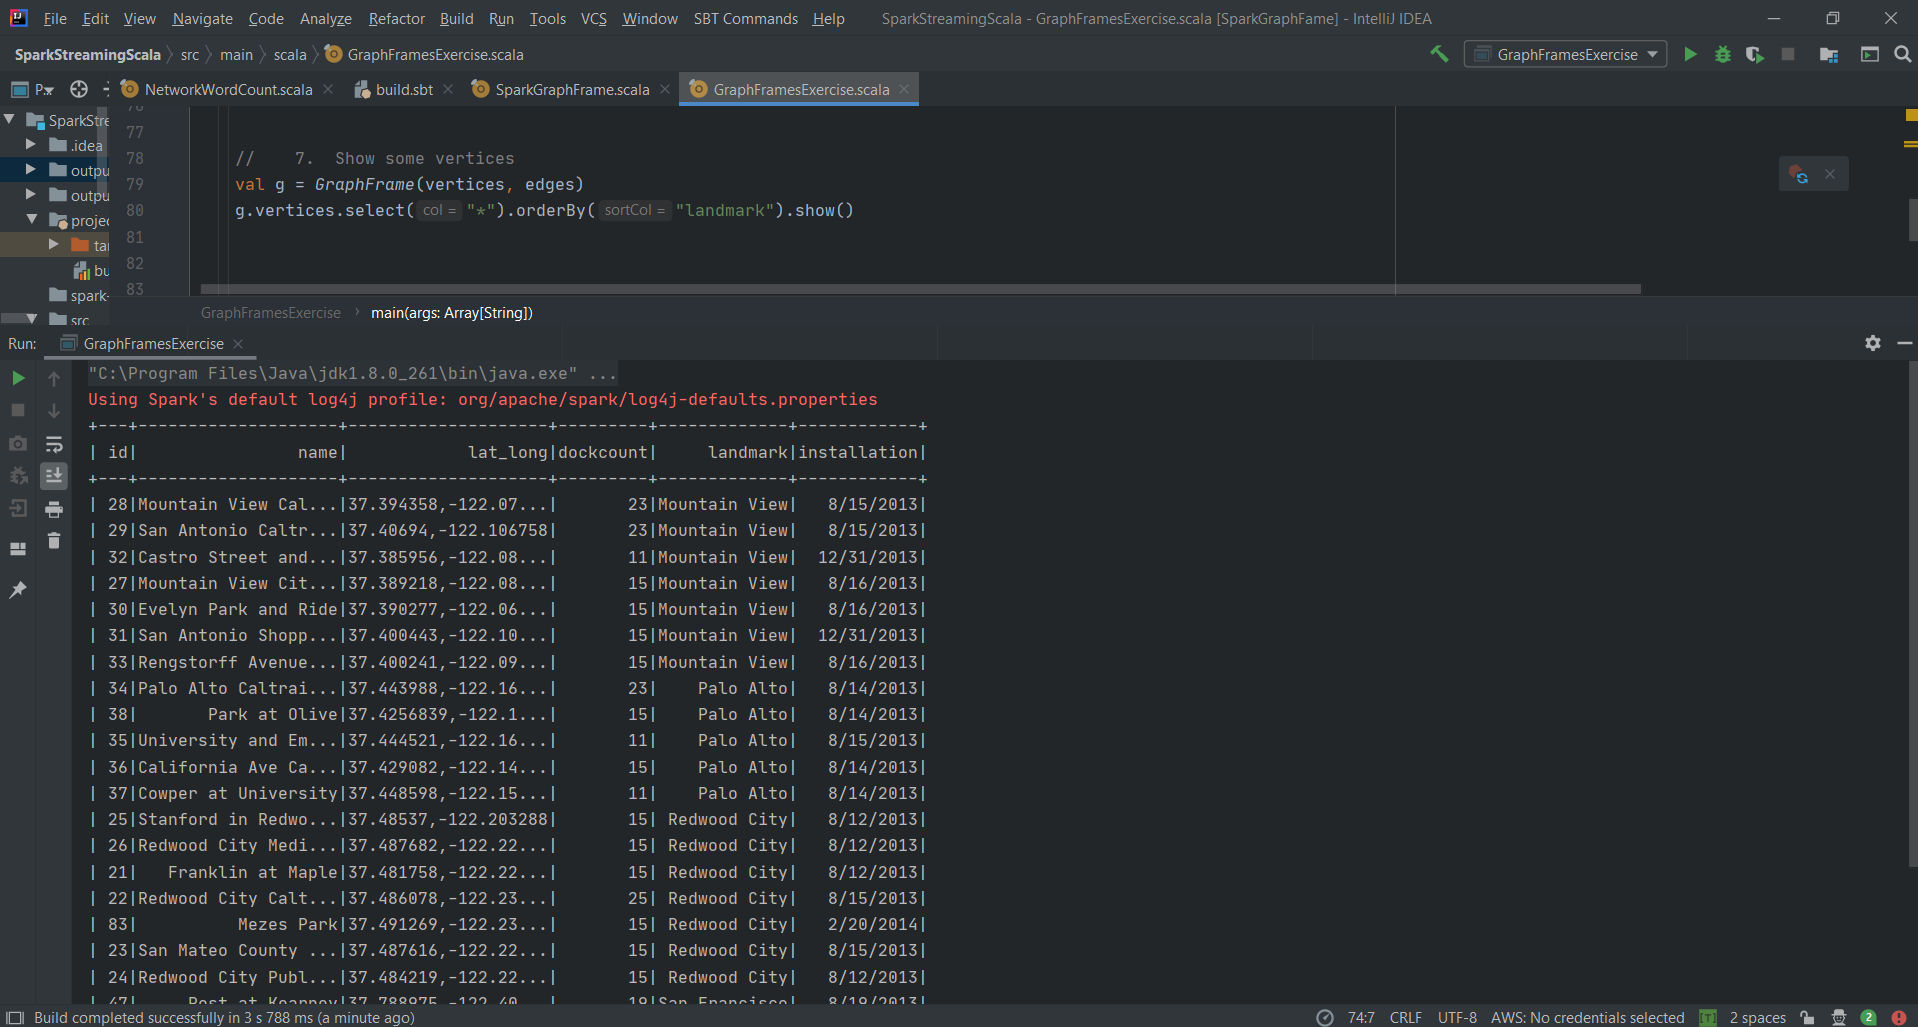 File Edit View Navigate Code Analyze Refactor Build Run Tools VCS Window SBT Commands Help SparkStreamingScala - GraphFramesExercise.scala [SparkGraphFame] - IntelliJ IDEA
SparkStreamingScala src main scala GraphFramesExercise.scala GraphFramesExercise
P... NetworkWordCount.scala build.sbt SparkGraphFrame.scala GraphFramesExercise.scala
SparkStre
.idea
outpu
outpu
projec
ta
bu
spark-
src
77
78 // 7. Show some vertices
79 val g = GraphFrame(vertices, edges)
80 g.vertices.select( col = "*").orderBy( sortCol = "landmark").show()
81
82
83
GraphFramesExercise main(args: Array[String])
Run: GraphFramesExercise
"C:\Program Files\Java\jdk1.8.0_261\bin\java.exe" ...
Using Spark's default log4j profile: org/apache/spark/log4j-defaults.properties
+---+--------------------+--------------------+---------+-------------+------------+
| id|                name|            lat_long|dockcount|     landmark|installation|
+---+--------------------+--------------------+---------+-------------+------------+
| 28|Mountain View Cal...|37.394358,-122.07...|       23|Mountain View|   8/15/2013|
| 29|San Antonio Caltr...|37.40694,-122.106758|       23|Mountain View|   8/15/2013|
| 32|Castro Street and...|37.385956,-122.08...|       11|Mountain View|  12/31/2013|
| 27|Mountain View Cit...|37.389218,-122.08...|       15|Mountain View|   8/16/2013|
| 30|Evelyn Park and Ride|37.390277,-122.06...|       15|Mountain View|   8/16/2013|
| 31|San Antonio Shopp...|37.400443,-122.10...|       15|Mountain View|  12/31/2013|
| 33|Rengstorff Avenue...|37.400241,-122.09...|       15|Mountain View|   8/16/2013|
| 34|Palo Alto Caltrai...|37.443988,-122.16...|       23|    Palo Alto|   8/14/2013|
| 38|       Park at Olive|37.4256839,-122.1...|       15|    Palo Alto|   8/14/2013|
| 35|University and Em...|37.444521,-122.16...|       11|    Palo Alto|   8/15/2013|
| 36|California Ave Ca...|37.429082,-122.14...|       15|    Palo Alto|   8/14/2013|
| 37|Cowper at University|37.448598,-122.15...|       11|    Palo Alto|   8/14/2013|
| 25|Stanford in Redwo...|37.48537,-122.203288|       15| Redwood City|   8/12/2013|
| 26|Redwood City Medi...|37.487682,-122.22...|       15| Redwood City|   8/12/2013|
| 21|   Franklin at Maple|37.481758,-122.22...|       15| Redwood City|   8/12/2013|
| 22|Redwood City Calt...|37.486078,-122.23...|       25| Redwood City|   8/15/2013|
| 83|          Mezes Park|37.491269,-122.23...|       15| Redwood City|   2/20/2014|
| 23|San Mateo County ...|37.487616,-122.22...|       15| Redwood City|   8/15/2013|
| 24|Redwood City Publ...|37.484219,-122.22...|       15| Redwood City|   8/12/2013|
| 47|     Post at Kearney|37.788975,-122.40...|       19|San Francisco|   8/19/2013|
Build completed successfully in 3 s 788 ms (a minute ago) 74:7 CRLF UTF-8 AWS: No credentials selected [T] 2 spaces 2